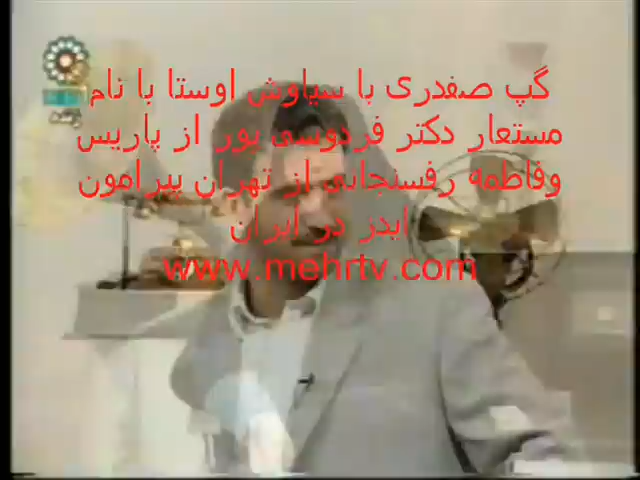 گپ صفدری با سیاوش اوستا با نام
مستعار دکتر فردوسی پور از پاریس
وفاطمه رفسنجانی از تهران پیرامون
ایدز در ایران
www.mehrtv.com
زنده